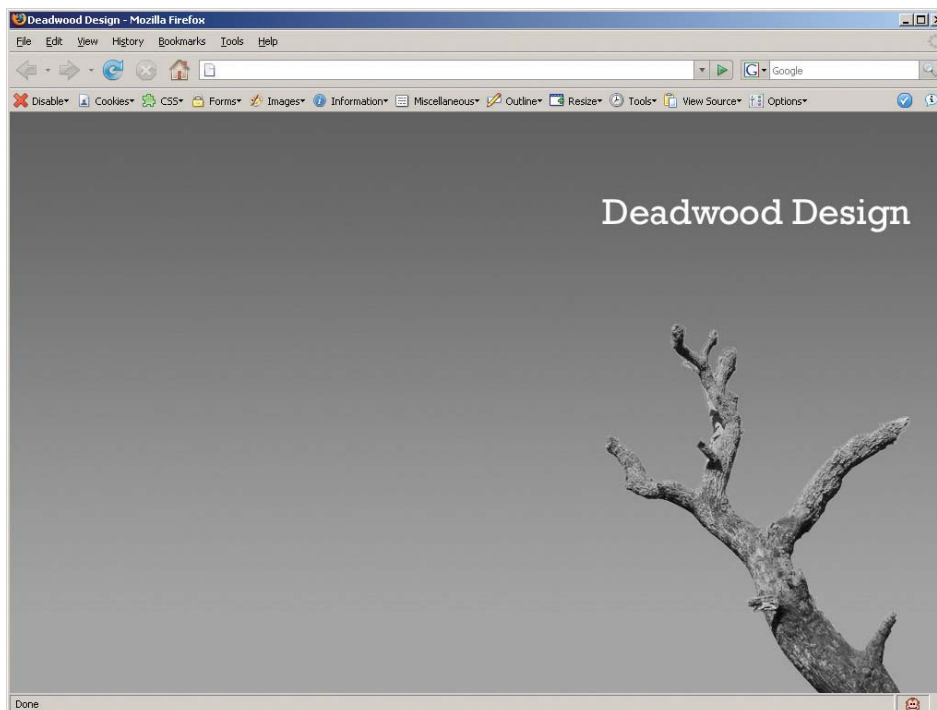 Deadwood Design - Mozilla Firefox
File Edit View History Bookmarks Tools Help
G Google
Disable Cookies CSS Forms Images Information Miscellaneous Outline Resize Tools View Source Options
Deadwood Design
Done